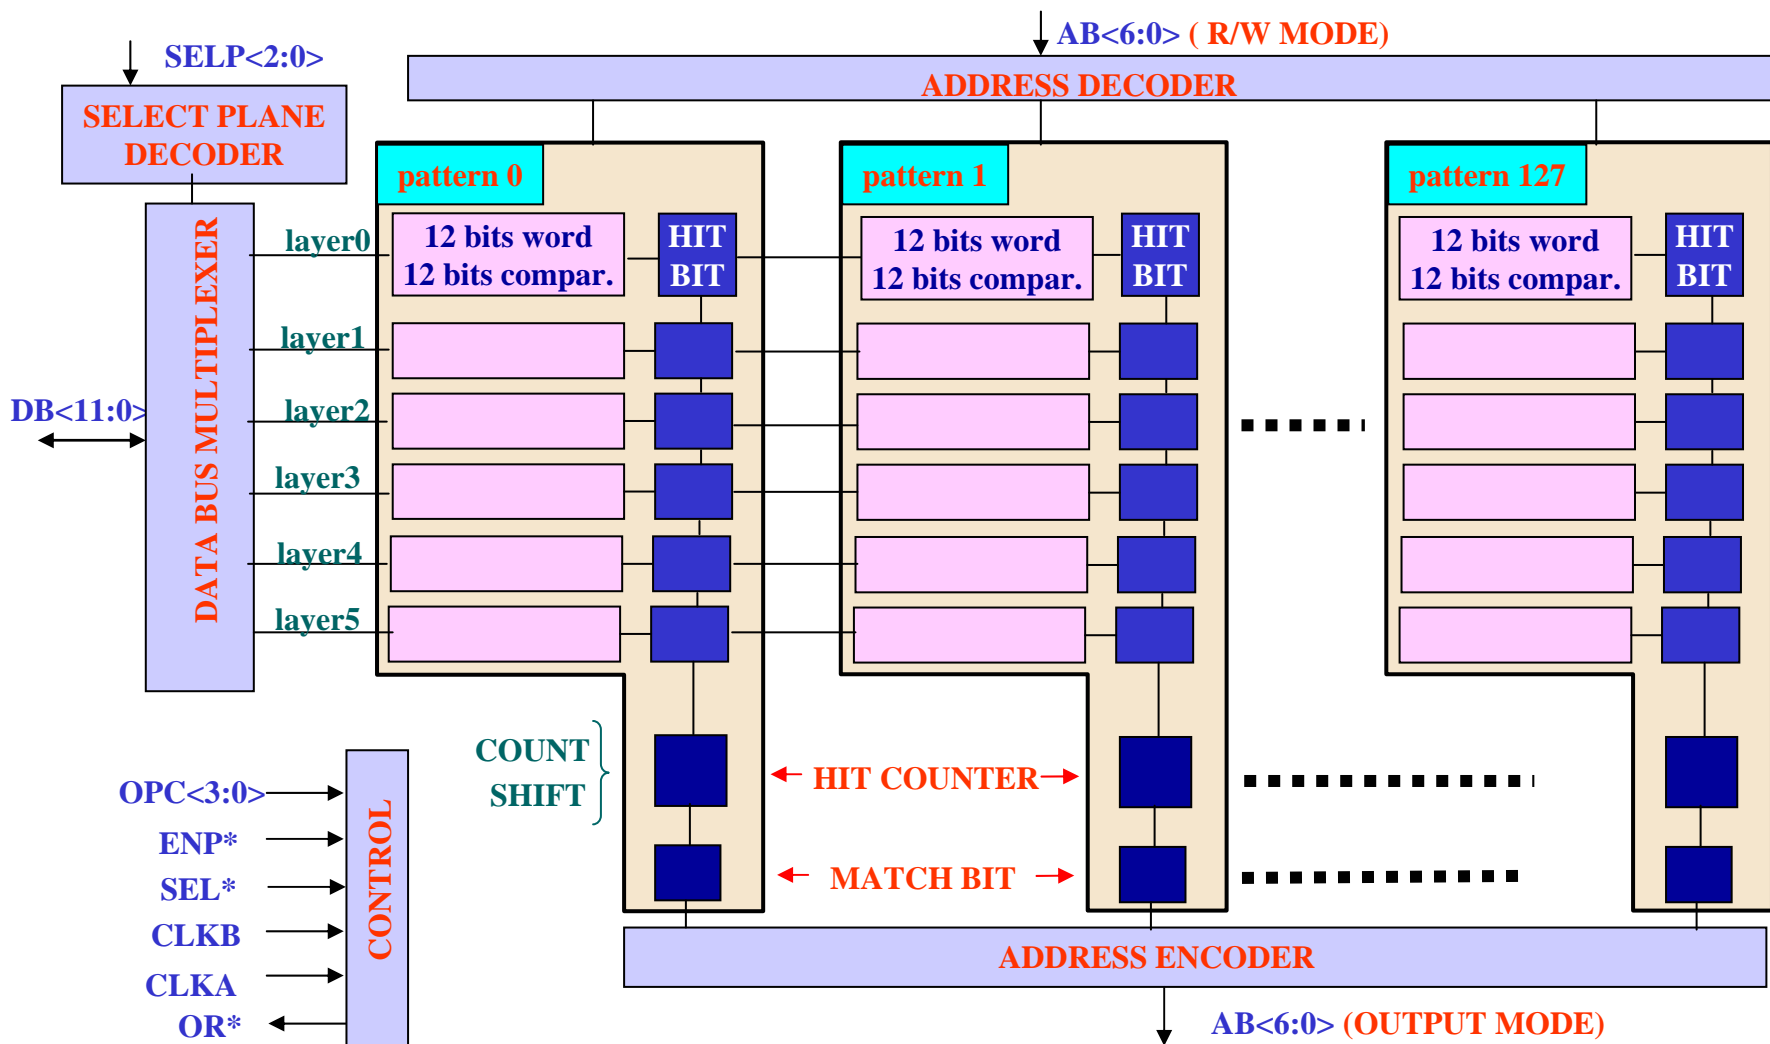 AB<6:0> ( R/W MODE)
SELP<2:0>
ADDRESS DECODER
SELECT PLANE
DECODER
pattern 0
pattern 1
pattern 127
DATA BUS MULTIPLEXER
layer0
12 bits word
12 bits compar.
HIT
BIT
12 bits word
12 bits compar.
HIT
BIT
12 bits word
12 bits compar.
HIT
BIT
layer1
DB<11:0>
layer2
layer3
layer4
layer5
COUNT
SHIFT
HIT COUNTER
MATCH BIT
OPC<3:0>
ENP*
SEL*
CLKB
CLKA
OR*
CONTROL
ADDRESS ENCODER
AB<6:0> (OUTPUT MODE)